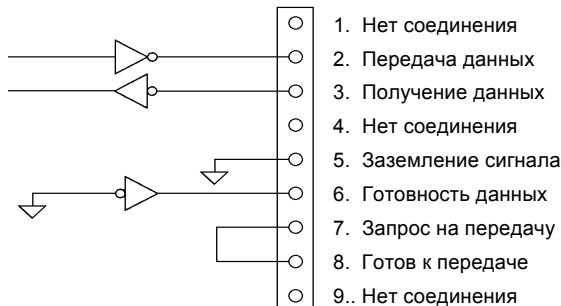 1. Нет соединения
2. Передача данных
3. Получение данных
4. Нет соединения
5. Заземление сигнала
6. Готовность данных
7. Запрос на передачу
8. Готов к передаче
9.. Нет соединения